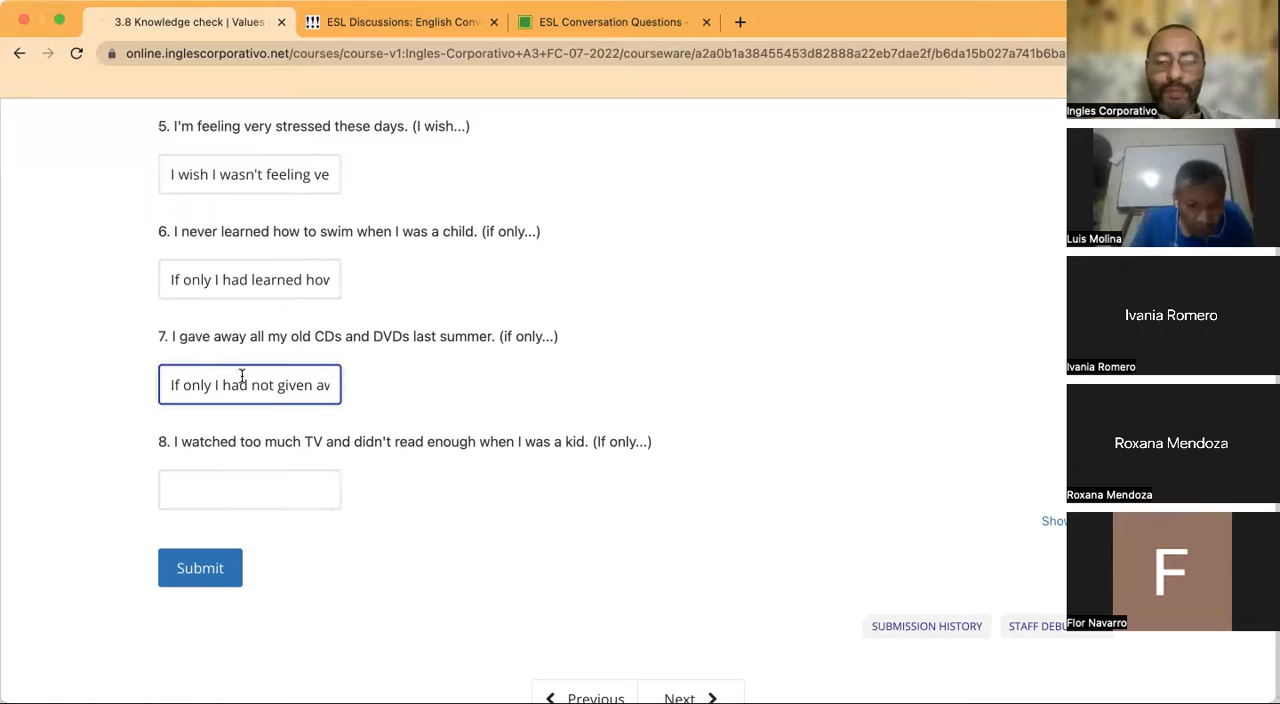 3.8 Knowledge check | Values
ESL Discussions: English Conv
ESL Conversation Questions -
online.inglescorporativo.net/courses/course-v1:Ingles-Corporativo+A3+FC-07-2022/courseware/a2a0b1a38455453d82888a22eb7dae2f/b6da15b027a741b6ba
5. I'm feeling very stressed these days. (I wish...)
I wish I wasn't feeling ve
6. I never learned how to swim when I was a child. (if only...)
If only I had learned how
7. I gave away all my old CDs and DVDs last summer. (if only...)
If only I had not given av
8. I watched too much TV and didn't read enough when I was a kid. (If only...)
Show
Submit
SUBMISSION HISTORY
STAFF DEBU
Previous
Next
Ingles Corporativo
Luis Molina
Ivania Romero
Ivania Romero
Roxana Mendoza
Roxana Mendoza
F
Flor Navarro